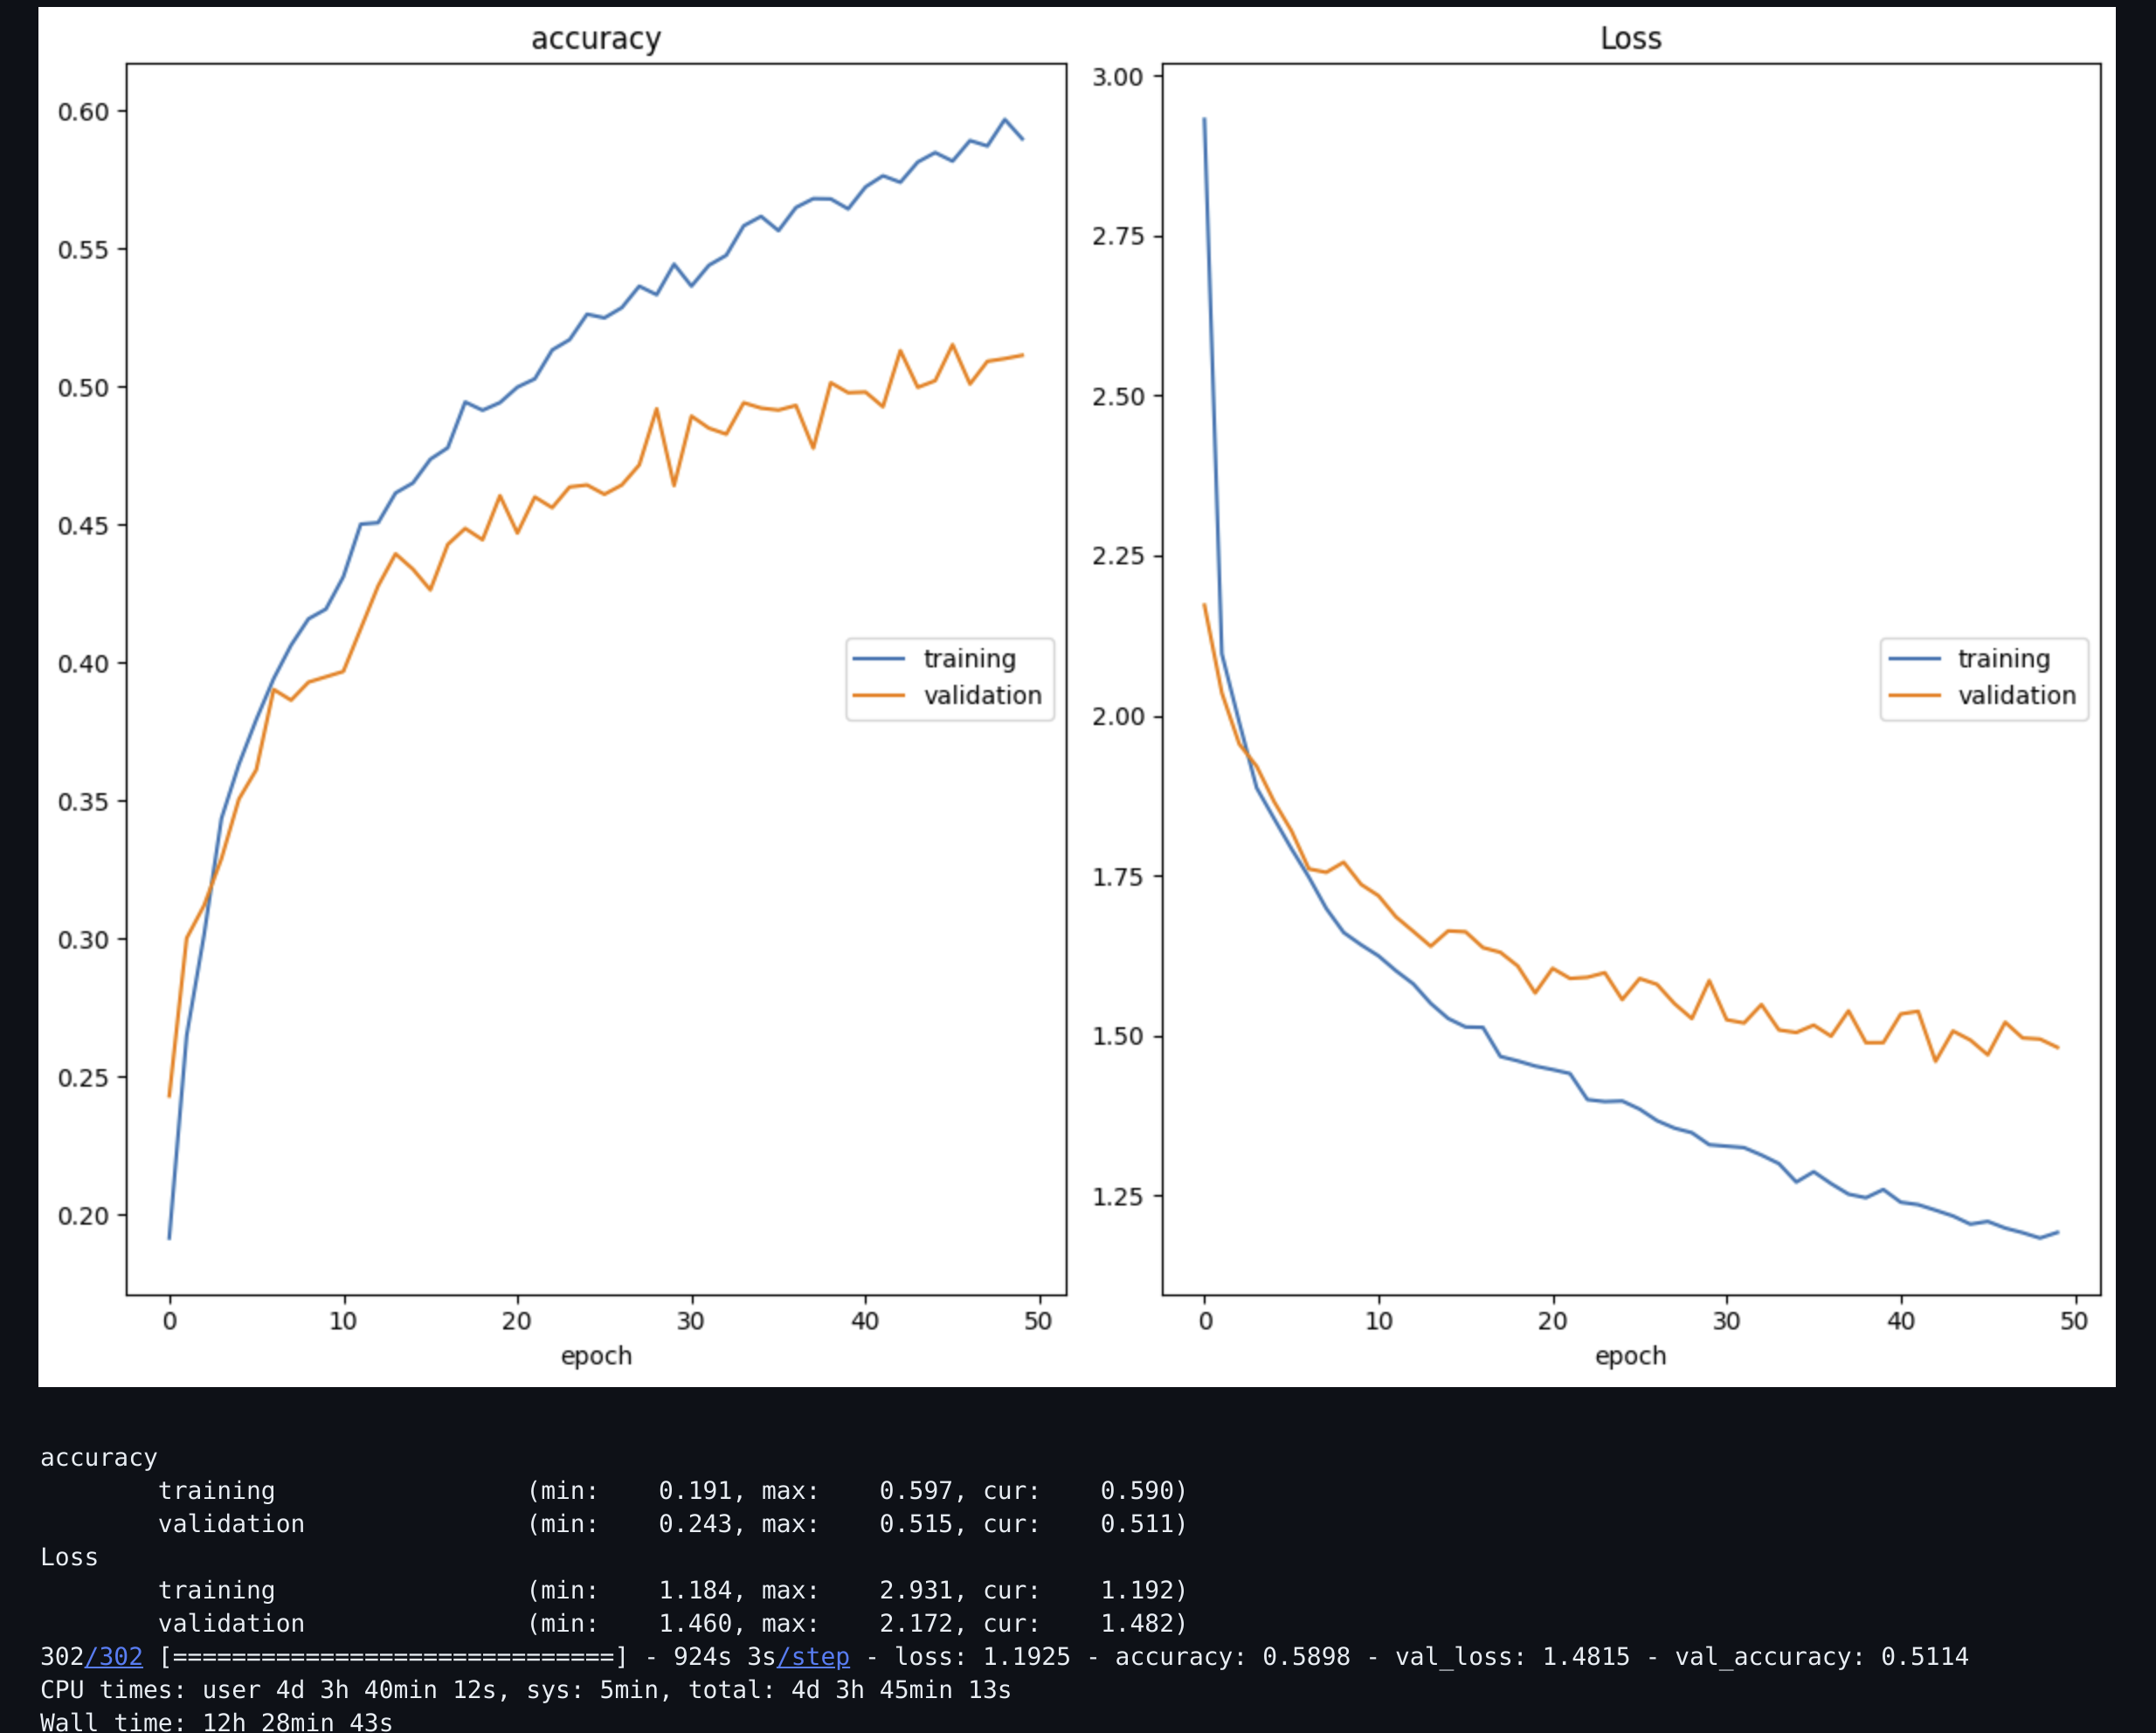 accuracy
0.60
0.55
0.50
0.45
0.40
0.35
0.30
0.25
0.20
training
validation
0 10 20 30 40 50
epoch
Loss
3.00
2.75
2.50
2.25
2.00
1.75
1.50
1.25
training
validation
0 10 20 30 40 50
epoch
accuracy
training (min: 0.191, max: 0.597, cur: 0.590)
validation (min: 0.243, max: 0.515, cur: 0.511)
Loss
training (min: 1.184, max: 2.931, cur: 1.192)
validation (min: 1.460, max: 2.172, cur: 1.482)
302/302 [==============================] - 924s 3s/step - loss: 1.1925 - accuracy: 0.5898 - val_loss: 1.4815 - val_accuracy: 0.5114
CPU times: user 4d 3h 40min 12s, sys: 5min, total: 4d 3h 45min 13s
Wall time: 12h 28min 43s